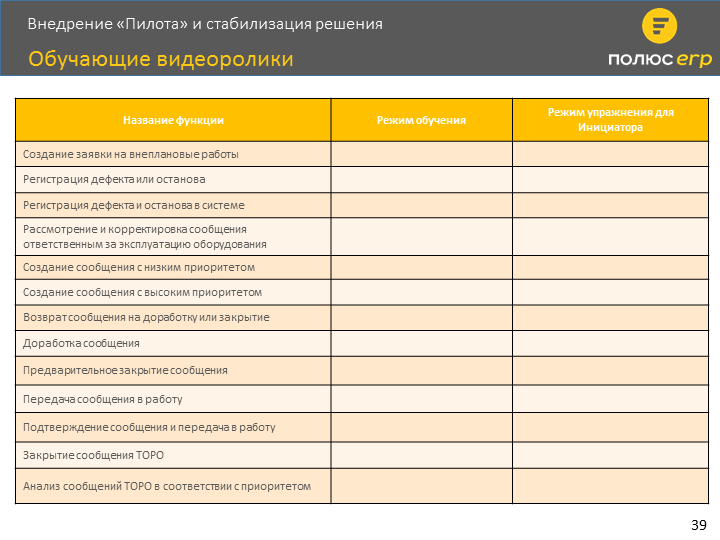 Внедрение «Пилота» и стабилизация решения
Обучающие видеоролики
ПОЛЮС erp
Название функции
Режим обучения
Режим упражнения для
Инициатора
Создание заявки на внеплановые работы
Регистрация дефекта или останова
Регистрация дефекта и останова в системе
Рассмотрение и корректировка сообщения
ответственным за эксплуатацию оборудования
Создание сообщения с низким приоритетом
Создание сообщения с высоким приоритетом
Возврат сообщения на доработку или закрытие
Доработка сообщения
Предварительное закрытие сообщения
Передача сообщения в работу
Подтверждение сообщения и передача в работу
Закрытие сообщения ТОРО
Анализ сообщений ТОРО в соответствии с приоритетом
39